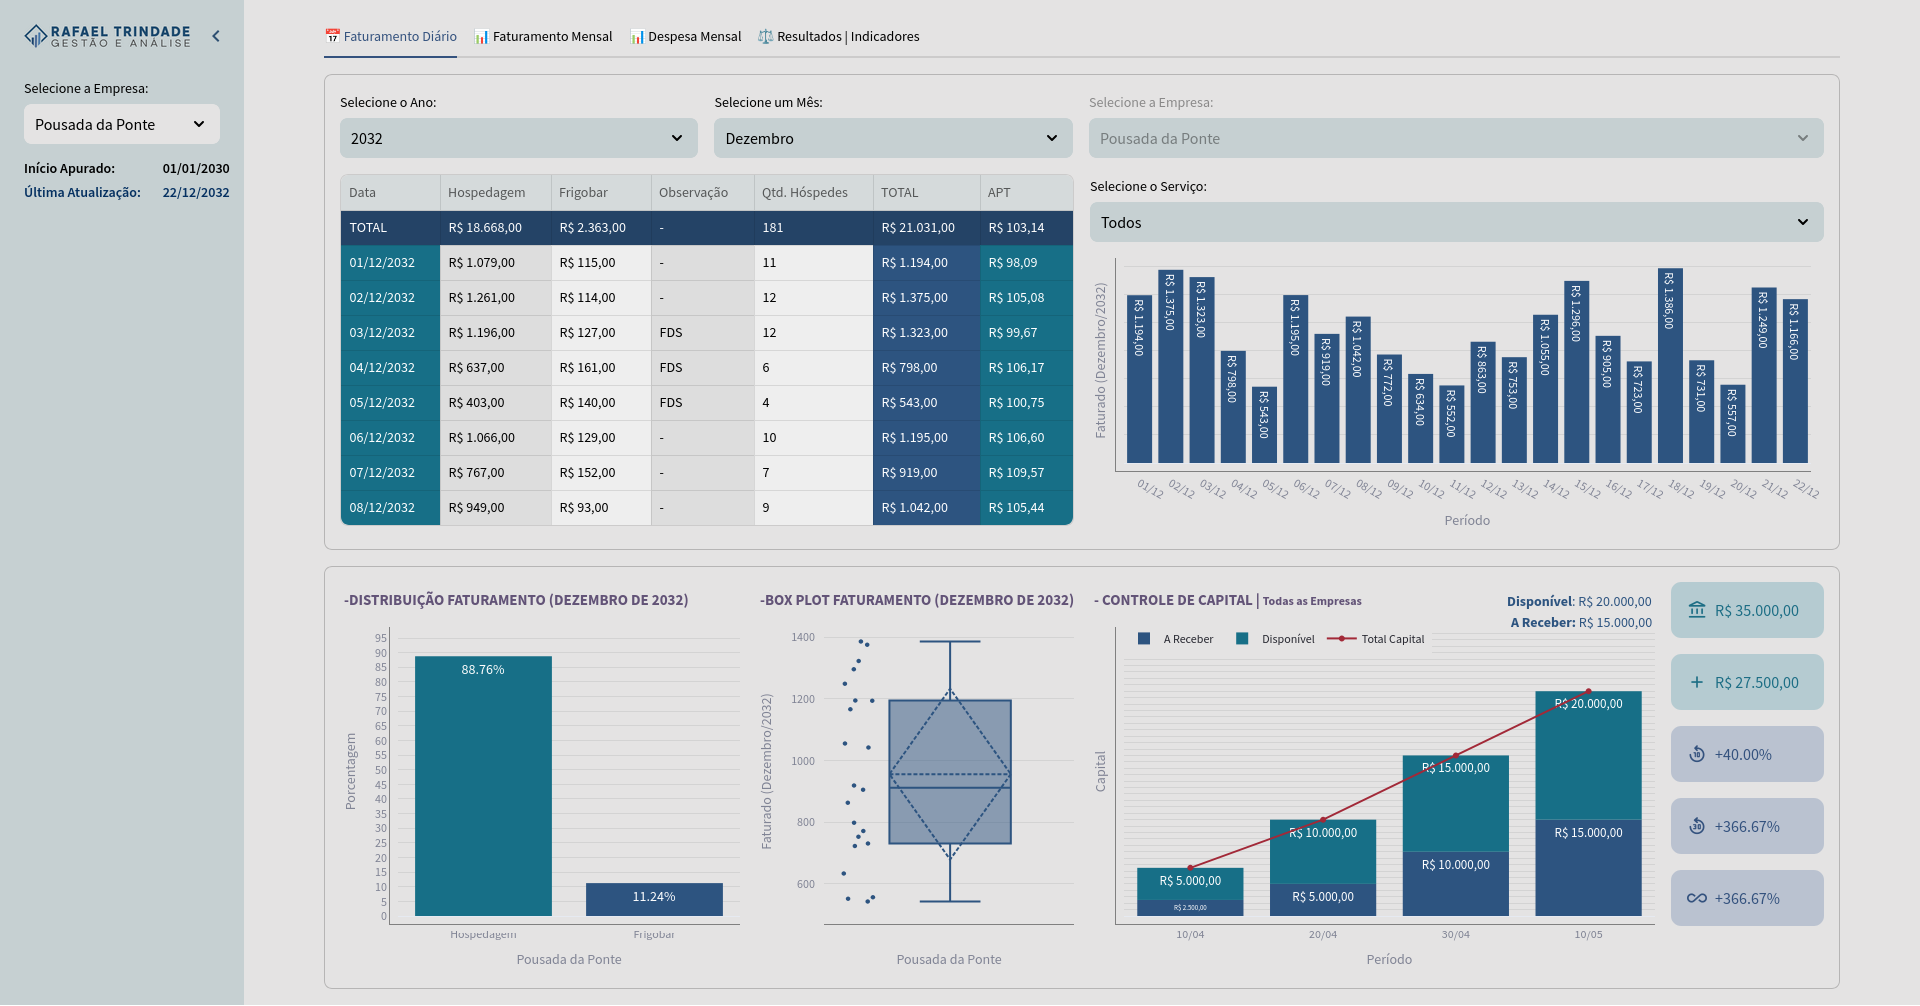 RAFAEL TRINDADE
GESTÃO E ANÁLISE
Selecione a Empresa:
Pousada da Ponte
Início Apurado: 01/01/2030
Última Atualização: 22/12/2032
📅 Faturamento Diário 📊 Faturamento Mensal 📊 Despesa Mensal ⚖️ Resultados | Indicadores
Selecione o Ano: Selecione um Mês: Selecione a Empresa:
2032 Dezembro Pousada da Ponte
Data Hospedagem Frigobar Observação Qtd. Hóspedes TOTAL APT
TOTAL R$ 18.668,00 R$ 2.363,00 - 181 R$ 21.031,00 R$ 103,14
01/12/2032 R$ 1.079,00 R$ 115,00 - 11 R$ 1.194,00 R$ 98,09
02/12/2032 R$ 1.261,00 R$ 114,00 - 12 R$ 1.375,00 R$ 105,08
03/12/2032 R$ 1.196,00 R$ 127,00 FDS 12 R$ 1.323,00 R$ 99,67
04/12/2032 R$ 637,00 R$ 161,00 FDS 6 R$ 798,00 R$ 106,17
05/12/2032 R$ 403,00 R$ 140,00 FDS 4 R$ 543,00 R$ 100,75
06/12/2032 R$ 1.066,00 R$ 129,00 - 10 R$ 1.195,00 R$ 106,60
07/12/2032 R$ 767,00 R$ 152,00 - 7 R$ 919,00 R$ 109,57
08/12/2032 R$ 949,00 R$ 93,00 - 9 R$ 1.042,00 R$ 105,44
Selecione o Serviço:
Todos
Faturado (Dezembro/2032)
R$ 1.194,00 R$ 1.375,00 R$ 1.323,00 R$ 798,00 R$ 543,00 R$ 1.195,00 R$ 919,00 R$ 1.042,00 R$ 772,00 R$ 634,00 R$ 552,00 R$ 863,00 R$ 753,00 R$ 1.055,00 R$ 1.296,00 R$ 905,00 R$ 723,00 R$ 1.386,00 R$ 731,00 R$ 557,00 R$ 1.249,00 R$ 1.166,00
01/12 02/12 03/12 04/12 05/12 06/12 07/12 08/12 09/12 10/12 11/12 12/12 13/12 14/12 15/12 16/12 17/12 18/12 19/12 20/12 21/12 22/12
Período
-DISTRIBUIÇÃO FATURAMENTO (DEZEMBRO DE 2032)
Porcentagem
95
90
85
80
75
70
65
60
55
50
45
40
35
30
25
20
15
10
5
0
88.76%
11.24%
Hospedagem Frigobar
Pousada da Ponte
-BOX PLOT FATURAMENTO (DEZEMBRO DE 2032)
Faturado (Dezembro/2032)
1400
1200
1000
800
600
Pousada da Ponte
- CONTROLE DE CAPITAL | Todas as Empresas
Disponível: R$ 20.000,00
A Receber: R$ 15.000,00
A Receber Disponível Total Capital
Capital
R$ 5.000,00 R$ 10.000,00 R$ 15.000,00 R$ 20.000,00
R$ 2.500,00 R$ 5.000,00 R$ 10.000,00 R$ 15.000,00
10/04 20/04 30/04 10/05
Período
R$ 35.000,00
R$ 27.500,00
10 +40.00%
30 +366.67%
+366.67%